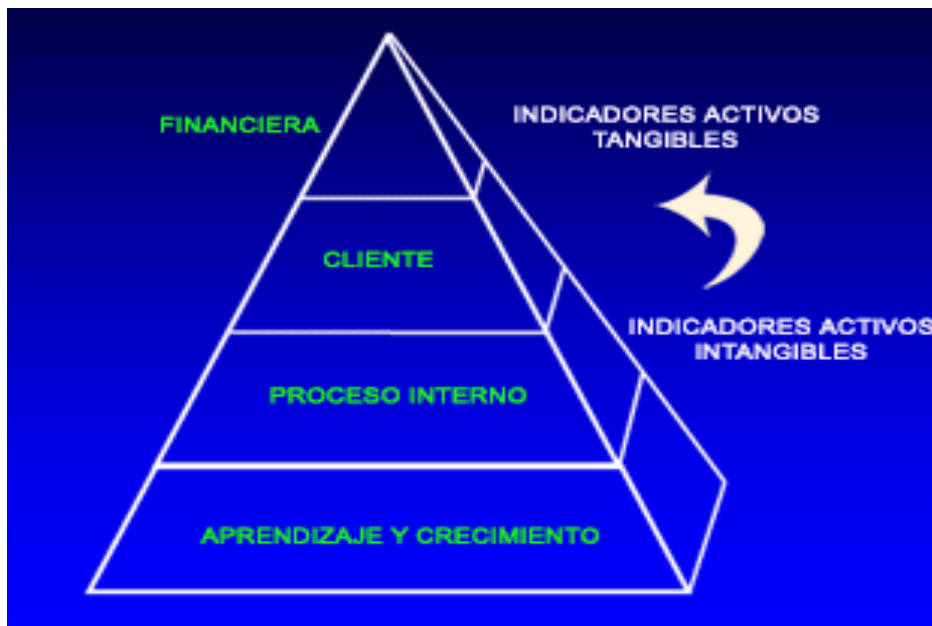 FINANCIERA
INDICADORES ACTIVOS
TANGIBLES
CLIENTE
INDICADORES ACTIVOS
INTANGIBLES
PROCESO INTERNO
APRENDIZAJE Y CRECIMIENTO